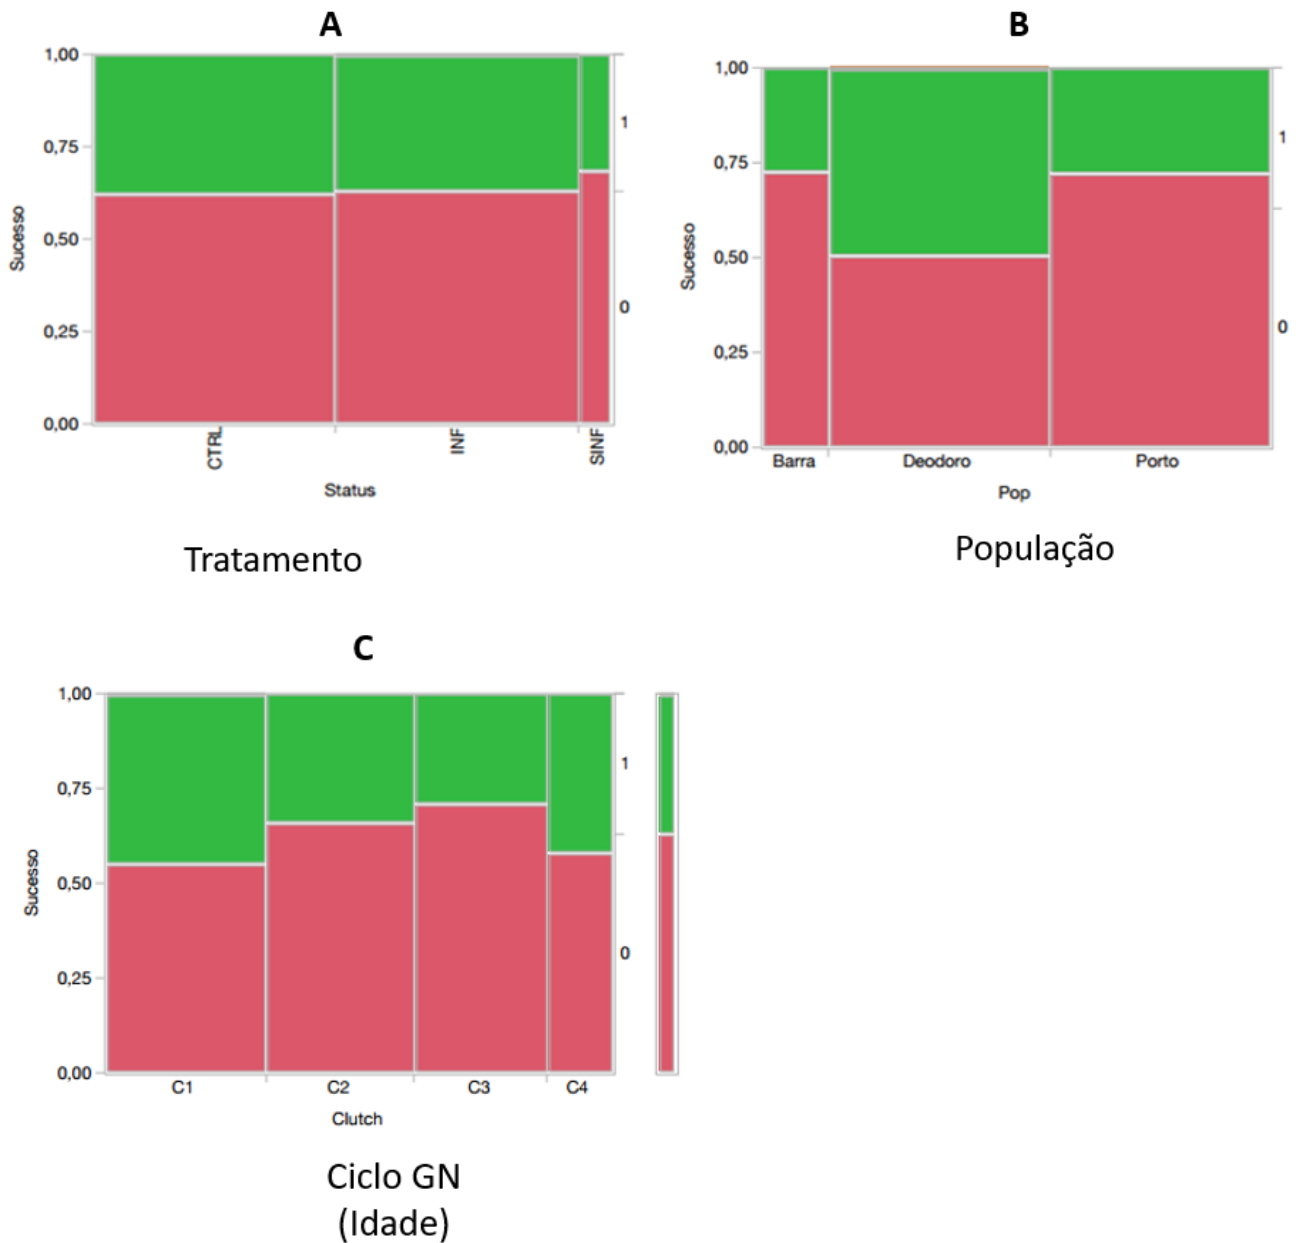 A
1,00
0,75
0,50
0,25
0,00
Sucesso
1
0
CTRL
INF
SINF
Status
Tratamento
B
1,00
0,75
0,50
0,25
0,00
Sucesso
1
0
Barra
Deodoro
Porto
Pop
População
C
1,00
0,75
0,50
0,25
0,00
Sucesso
1
0
C1
C2
C3
C4
Clutch
Ciclo GN
(Idade)